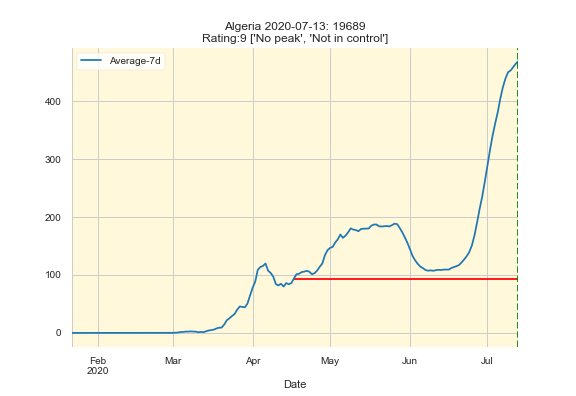 Algeria 2020-07-13: 19689
Rating:9 ['No peak', 'Not in control']
Average-7d
400
300
200
100
0
Feb Mar Apr May Jun Jul
2020
Date